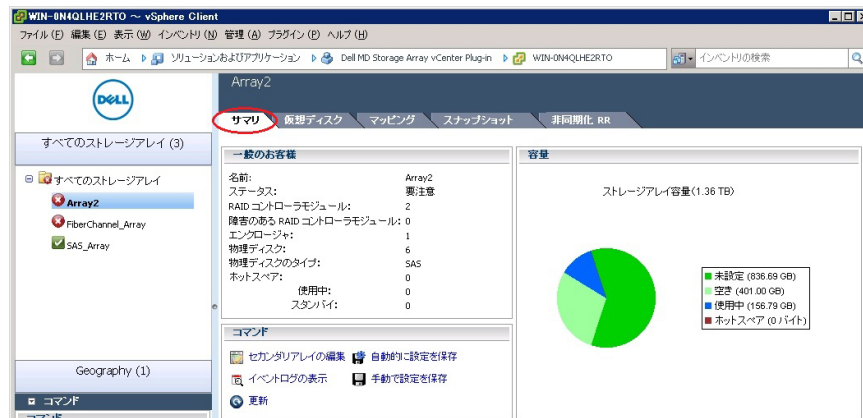 WIN-0N4QLHE2RTO ～ vSphere Client
ファイル(F) 編集(E) 表示(W) インベントリ(N) 管理(A) プラグイン(P) ヘルプ(H)
ホーム ソリューションおよびアプリケーション Dell MD Storage Array vCenter Plug-in WIN-0N4QLHE2RTO インベントリの検索
DELL
Array2
サマリ 仮想ディスク マッピング スナップショット 非同期化 RR
すべてのストレージアレイ (3)
すべてのストレージアレイ
Array2
FiberChannel_Array
SAS_Array
Geography (1)
コマンド
コマンド
一般のお客様
名前: Array2
ステータス: 要注意
RAID コントローラモジュール: 2
障害のある RAID コントローラモジュール: 0
エンクロージャ: 1
物理ディスク: 6
物理ディスクのタイプ: SAS
ホットスペア: 0
使用中: 0
スタンバイ: 0
コマンド
セカンダリアレイの編集 自動的に設定を保存
イベントログの表示 手動で設定を保存
更新
容量
ストレージアレイ容量(1.36 TB)
未設定 (836.69 GB)
空き (401.00 GB)
使用中 (156.79 GB)
ホットスペア (0 バイト)